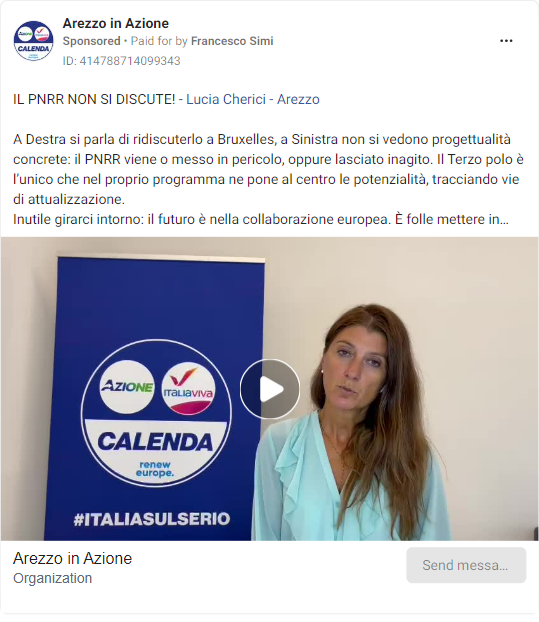 Arezzo in Azione
Sponsored • Paid for by Francesco Simi
ID: 414788714099343
IL PNRR NON SI DISCUTE! - Lucia Cherici - Arezzo
A Destra si parla di ridiscuterlo a Bruxelles, a Sinistra non si vedono progettualità
concrete: il PNRR viene o messo in pericolo, oppure lasciato inagito. Il Terzo polo è
l’unico che nel proprio programma ne pone al centro le potenzialità, tracciando vie
di attualizzazione.
Inutile girarci intorno: il futuro è nella collaborazione europea. È folle mettere in…
AZIONE
ITALIAVIVA
CALENDA
renew
europe.
#ITALIASULSERIO
Arezzo in Azione
Organization
Send messa…